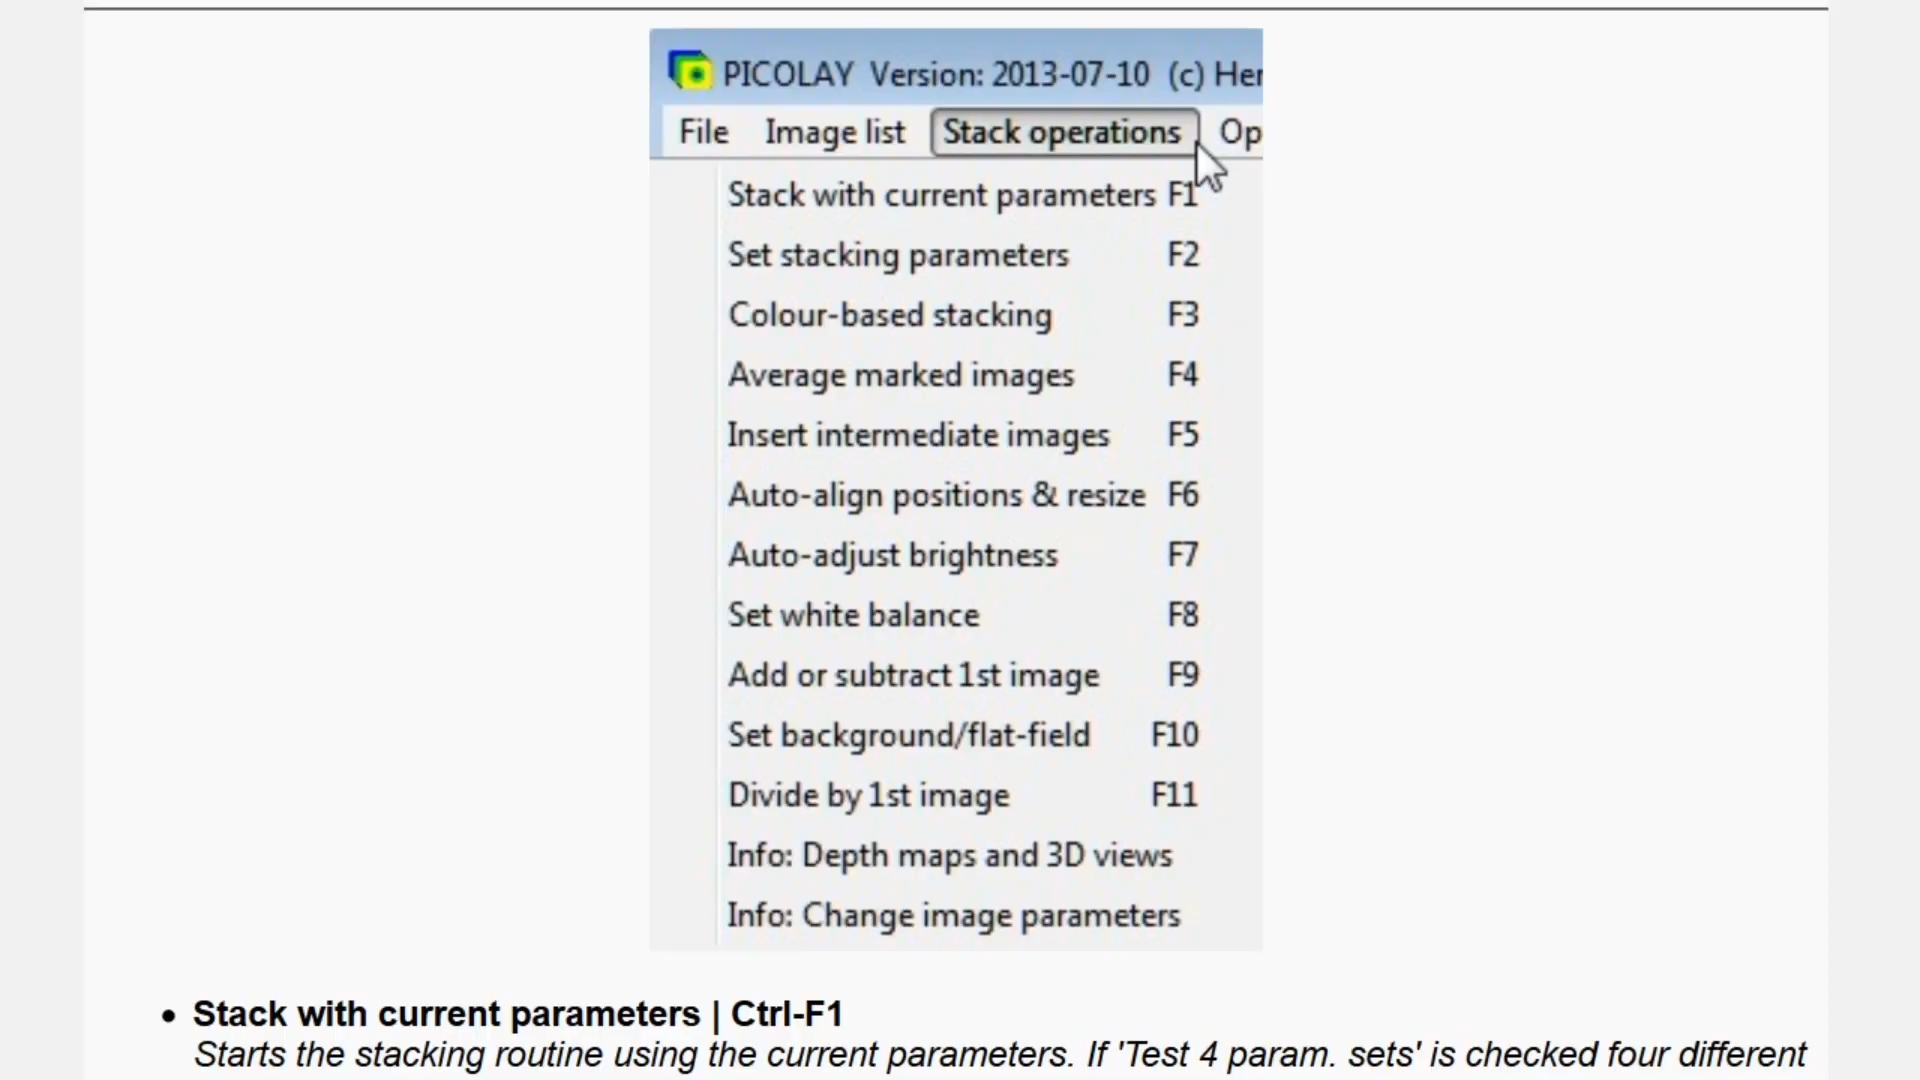 PICOLAY Version: 2013-07-10 (c)
File Image list Stack operations
Stack with current parameters F1
Set stacking parameters F2
Colour-based stacking F3
Average marked images F4
Insert intermediate images F5
Auto-align positions & resize F6
Auto-adjust brightness F7
Set white balance F8
Add or subtract 1st image F9
Set background/flat-field F10
Divide by 1st image F11
Info: Depth maps and 3D views
Info: Change image parameters
• Stack with current parameters | Ctrl-F1
Starts the stacking routine using the current parameters. If 'Test 4 param. sets' is checked four different